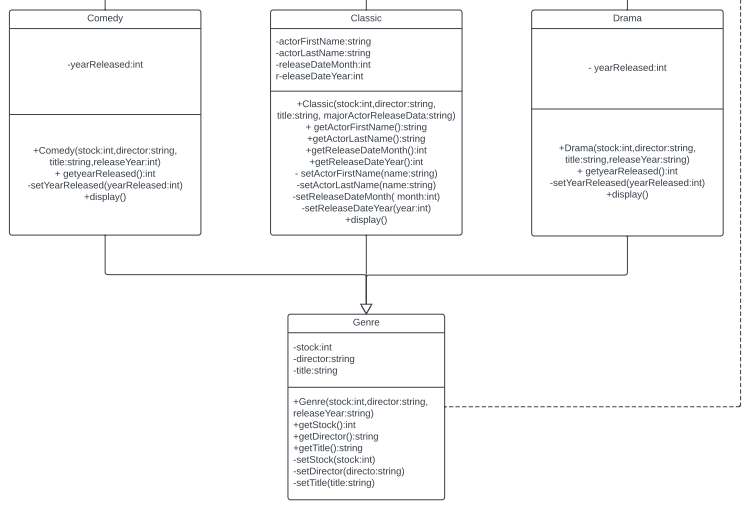 Comedy
-yearReleased:int
+Comedy(stock:int,director:string,
title:string,releaseYear:int)
+ getyearReleased():int
-setYearReleased(yearReleased:int)
+display()
Classic
-actorFirstName:string
-actorLastName:string
-releaseDateMonth:int
r-eleaseDateYear:int
+Classic(stock:int,director:string,
title:string, majorActorReleaseData:string)
+ getActorFirstName():string
+getActorLastName():string
+getReleaseDateMonth():int
+getReleaseDateYear():int
- setActorFirstName(name:string)
-setActorLastName(name:string)
-setReleaseDateMonth( month:int)
-setReleaseDateYear(year:int)
+display()
Drama
- yearReleased:int
+Drama(stock:int,director:string,
title:string,releaseYear:string)
+ getyearReleased():int
-setYearReleased(yearReleased:int)
+display()
Genre
-stock:int
-director:string
-title:string
+Genre(stock:int,director:string,
releaseYear:string)
+getStock():int
+getDirector():string
+getTitle():string
-setStock(stock:int)
-setDirector(directo:string)
-setTitle(title:string)